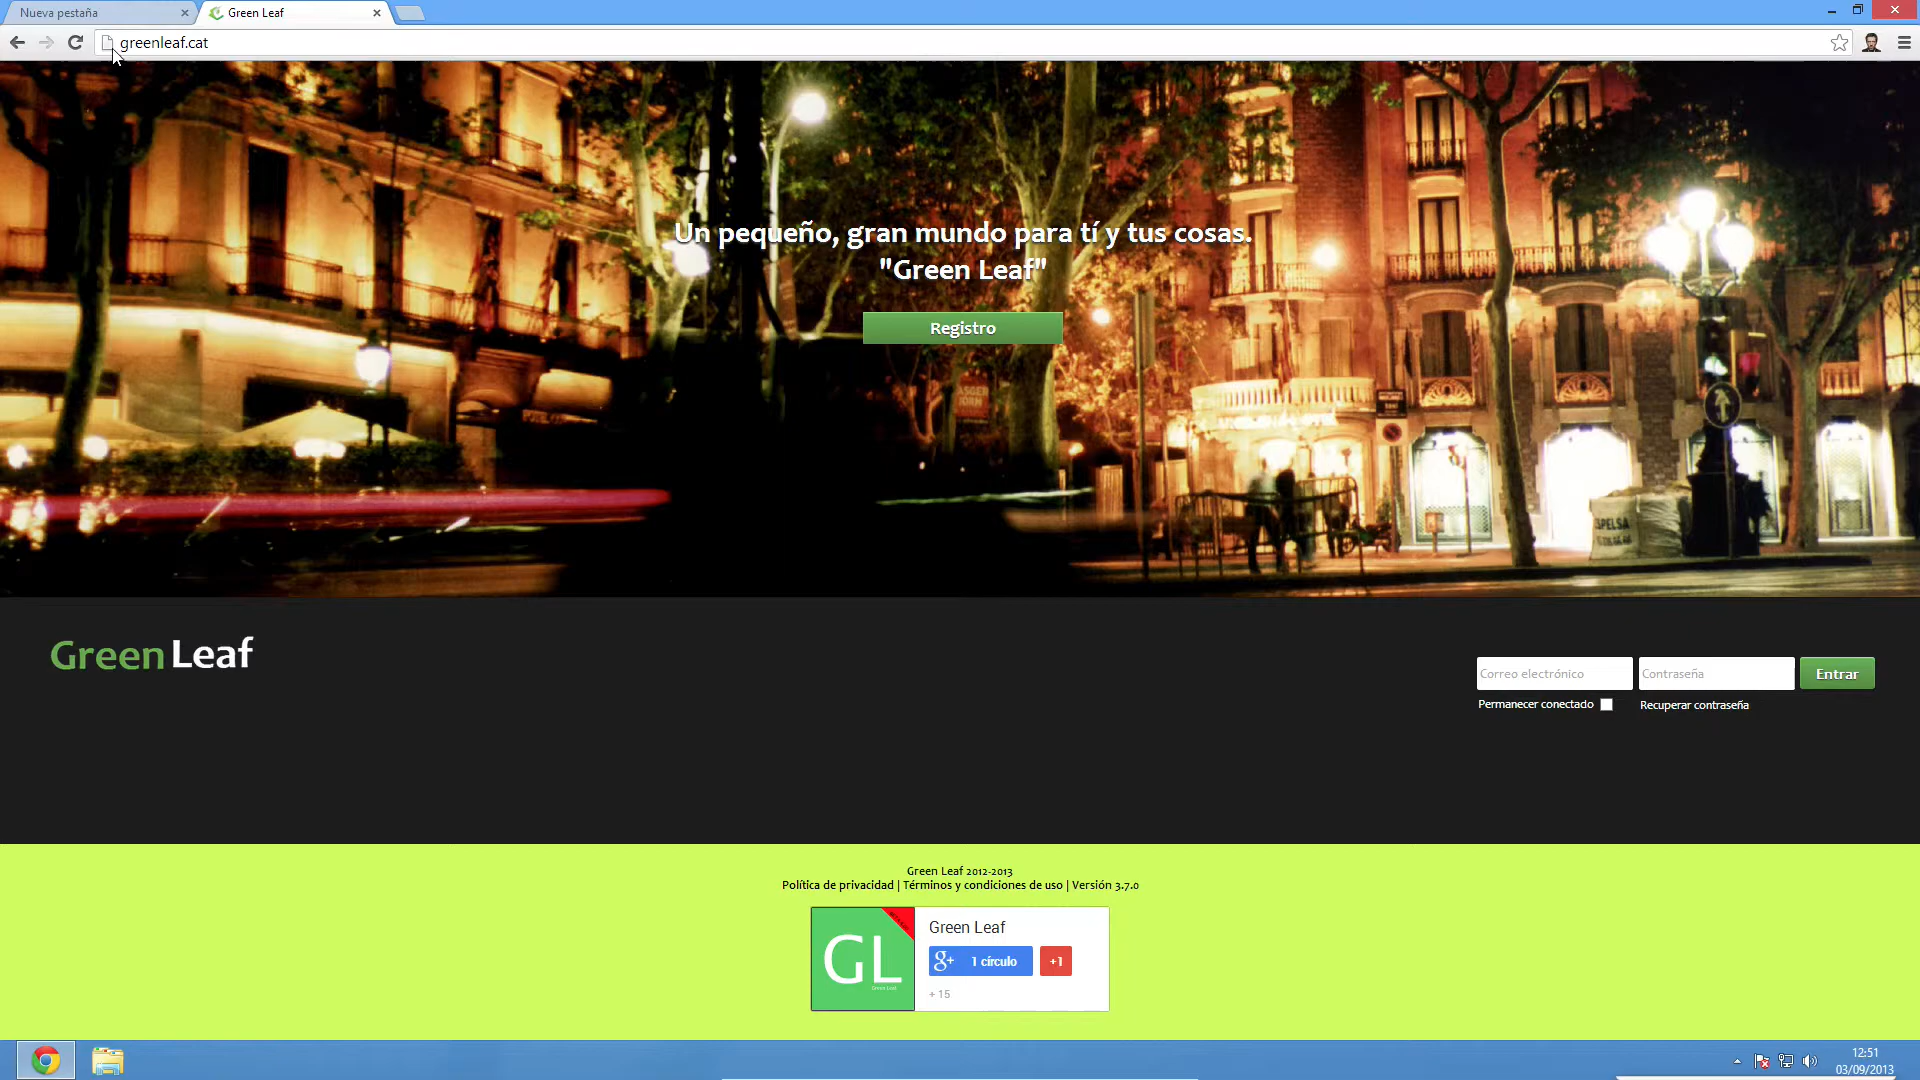 Nueva pestaña
Green Leaf
greenleaf.cat
Un pequeño, gran mundo para tí y tus cosas.
"Green Leaf"
Registro
Green Leaf
Correo electrónico
Contraseña
Entrar
Permanecer conectado
Recuperar contraseña
Green Leaf 2012-2013
Política de privacidad | Términos y condiciones de uso | Versión 3.7.0
GL
Green Leaf
Green Leaf
g+ 1 círculo
+1
+ 15
12:51
03/09/2013